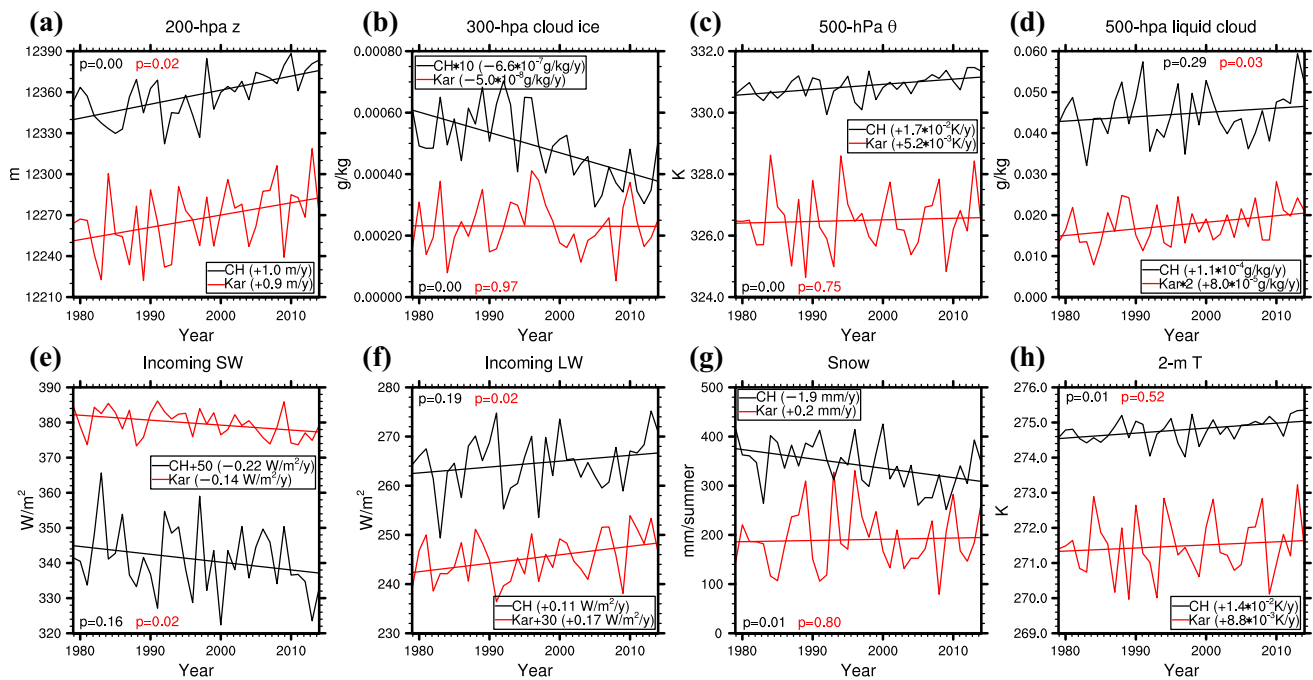 (a) 200-hpa z
m
12390
12360
12330
12300
12270
12240
12210
p=0.00 p=0.02
CH (+1.0 m/y)
Kar (+0.9 m/y)
1980 1990 2000 2010
Year
(b) 300-hpa cloud ice
g/kg
0.00080
0.00060
0.00040
0.00020
0.00000
CH*10 (−6.6*10⁻⁷g/kg/y)
Kar (−5.0*10⁻⁸g/kg/y)
p=0.00 p=0.97
1980 1990 2000 2010
Year
(c) 500-hPa θ
K
332.0
330.0
328.0
326.0
324.0
CH (+1.7*10⁻²K/y)
Kar (+5.2*10⁻³K/y)
p=0.00 p=0.75
1980 1990 2000 2010
Year
(d) 500-hpa liquid cloud
g/kg
0.060
0.050
0.040
0.030
0.020
0.010
0.000
p=0.29 p=0.03
CH (+1.1*10⁻⁴g/kg/y)
Kar*2 (+8.0*10⁻⁵g/kg/y)
1980 1990 2000 2010
Year
(e) Incoming SW
W/m²
390
380
370
360
350
340
330
320
CH+50 (−0.22 W/m²/y)
Kar (−0.14 W/m²/y)
p=0.16 p=0.02
1980 1990 2000 2010
Year
(f) Incoming LW
W/m²
280
270
260
250
240
230
p=0.19 p=0.02
CH (+0.11 W/m²/y)
Kar+30 (+0.17 W/m²/y)
1980 1990 2000 2010
Year
(g) Snow
mm/summer
500
400
300
200
100
0
CH (−1.9 mm/y)
Kar (+0.2 mm/y)
p=0.01 p=0.80
1980 1990 2000 2010
Year
(h) 2-m T
K
276.0
275.0
274.0
273.0
272.0
271.0
270.0
269.0
p=0.01 p=0.52
CH (+1.4*10⁻²K/y)
Kar (+8.8*10⁻³K/y)
1980 1990 2000 2010
Year